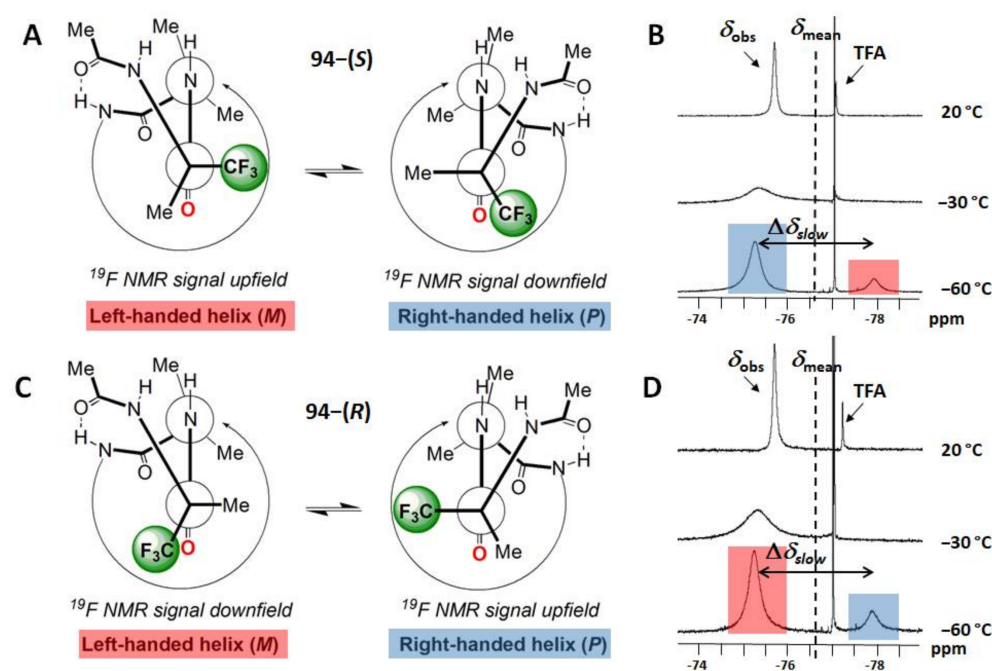 A
94–(S)
Me
H
N
O
H
N
O
Me
H
N
Me
CF₃
Me
O
Me
H
N
Me
H
N
Me
O
H
N
O
Me
O
CF₃
¹⁹F NMR signal upfield
Left-handed helix (M)
¹⁹F NMR signal downfield
Right-handed helix (P)
B
δobs
δmean
TFA
20 °C
–30 °C
Δδslow
–60 °C
-74
-76
-78
ppm
C
94–(R)
Me
H
N
O
H
N
O
Me
H
N
Me
Me
F₃C
O
Me
H
N
Me
H
N
Me
O
H
N
O
F₃C
O
Me
¹⁹F NMR signal downfield
Left-handed helix (M)
¹⁹F NMR signal upfield
Right-handed helix (P)
D
δobs
δmean
TFA
20 °C
–30 °C
Δδslow
–60 °C
-74
-76
-78
ppm